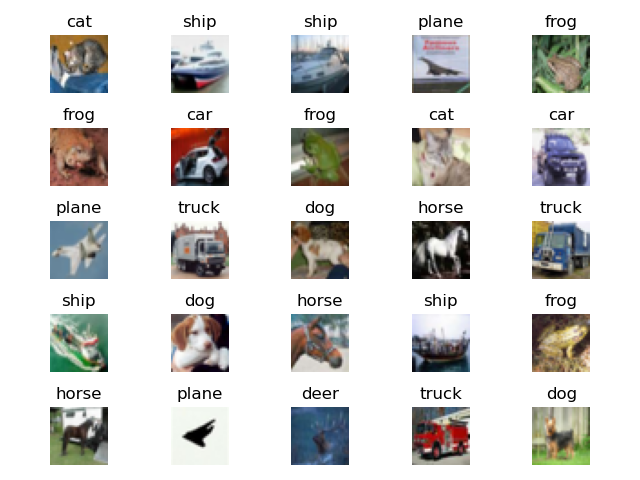 cat ship ship plane frog
frog car frog cat car
plane truck dog horse truck
ship dog horse ship frog
horse plane deer truck dog